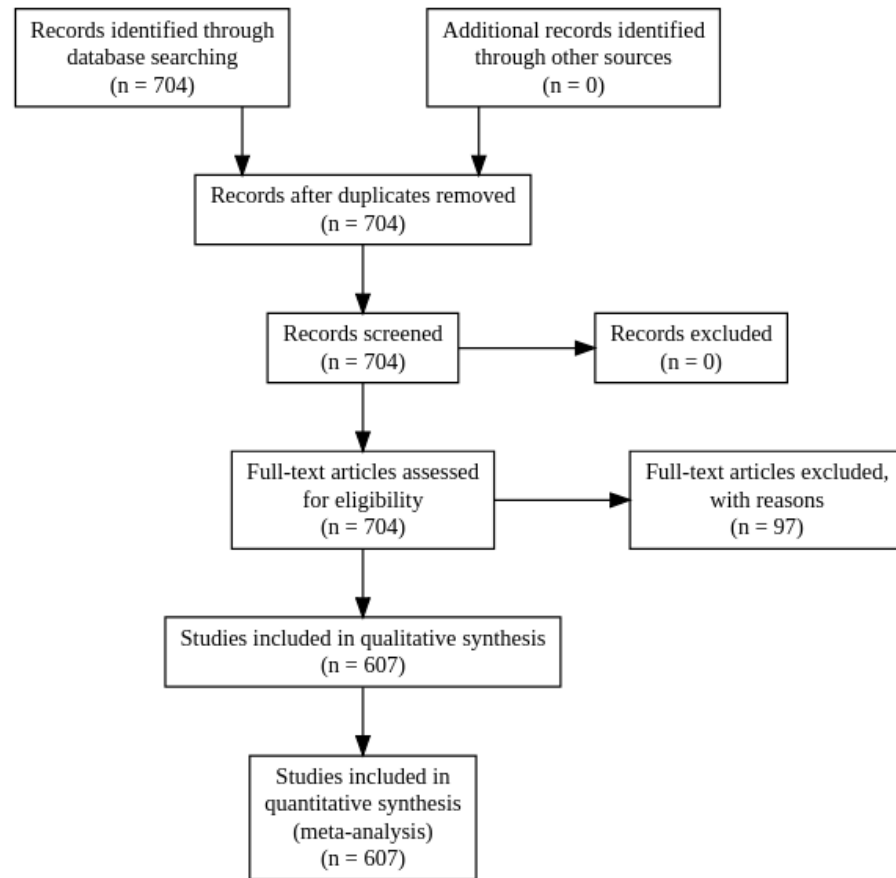 Records identified through
database searching
(n = 704)
Additional records identified
through other sources
(n = 0)
Records after duplicates removed
(n = 704)
Records screened
(n = 704)
Records excluded
(n = 0)
Full-text articles assessed
for eligibility
(n = 704)
Full-text articles excluded,
with reasons
(n = 97)
Studies included in qualitative synthesis
(n = 607)
Studies included in
quantitative synthesis
(meta-analysis)
(n = 607)